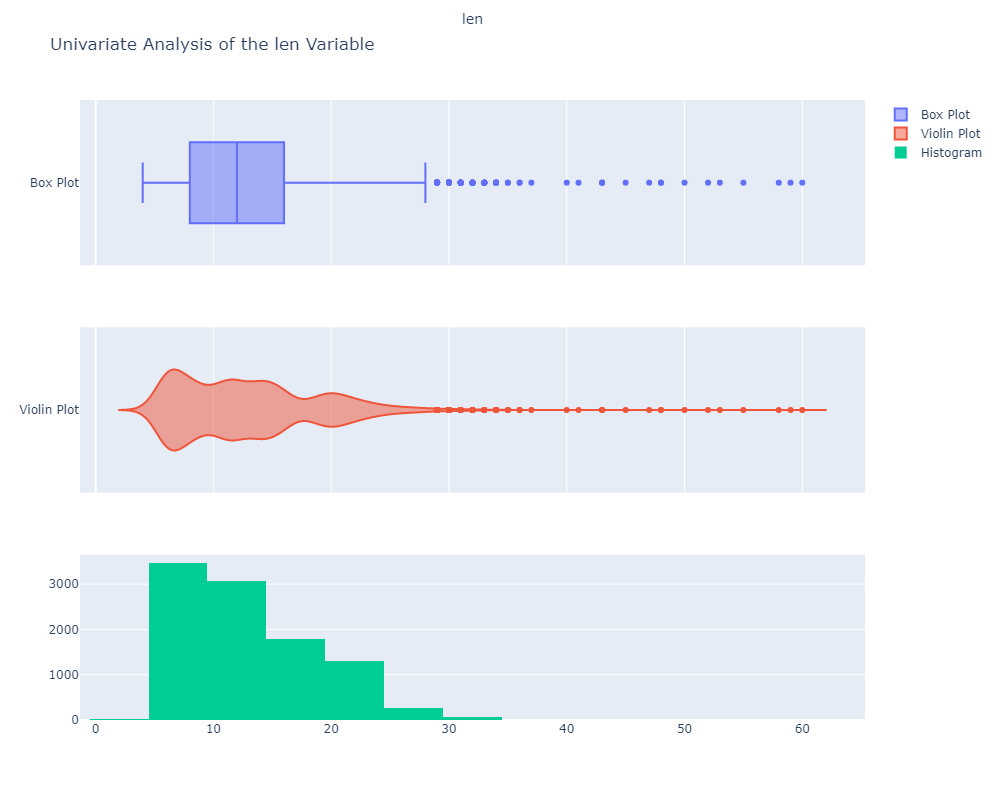 len
Univariate Analysis of the len Variable
Box Plot
Violin Plot
Histogram
Box Plot
Violin Plot
3000
2000
1000
0
0 10 20 30 40 50 60